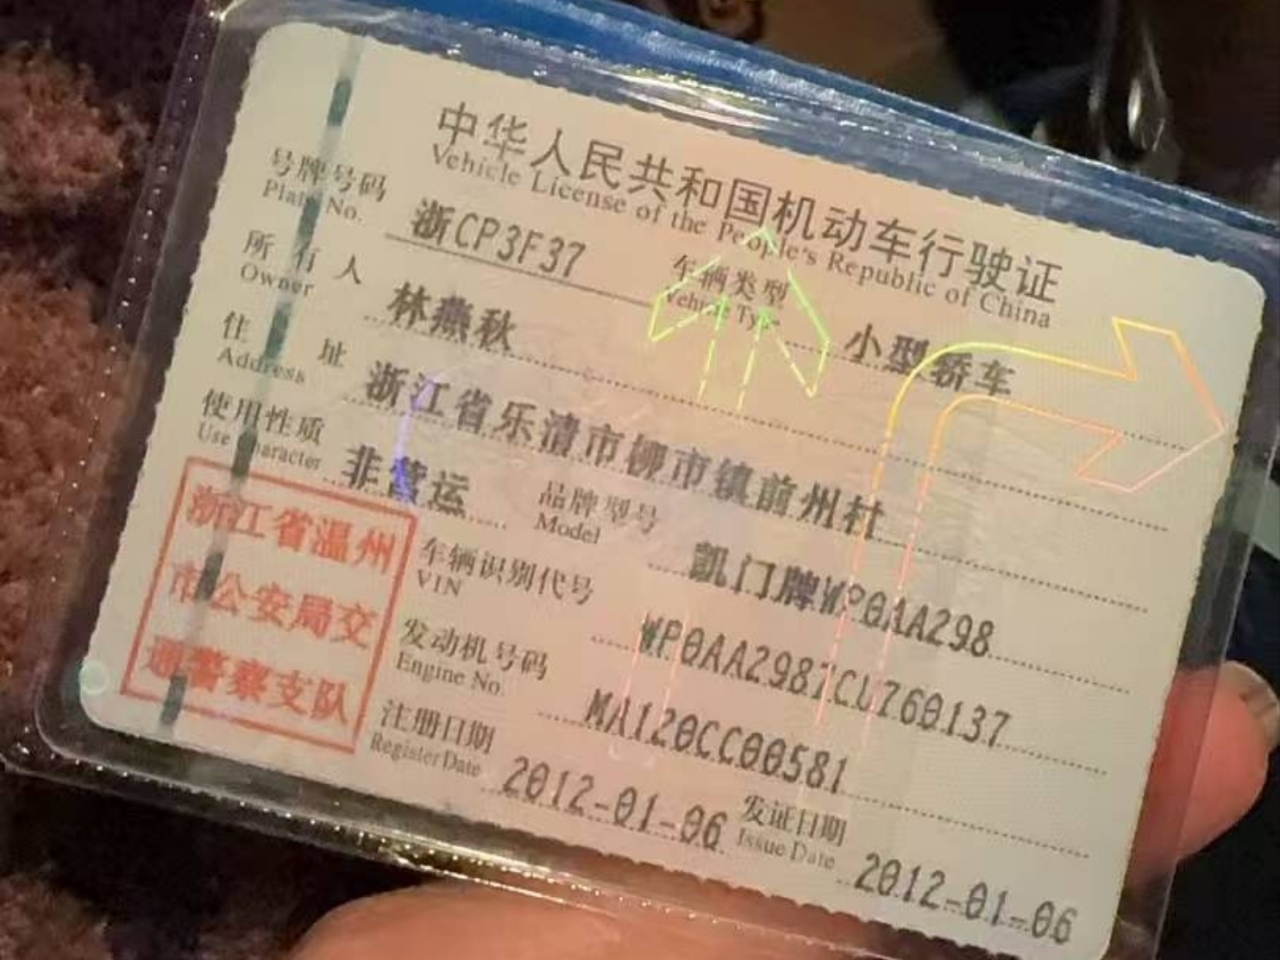 中华人民共和国机动车行驶证
Vehicle License of the People's Republic of China
号牌号码 浙CP3F37 车辆类型 小型轿车
Plate No. Vehicle Type
所有人 林燕秋
Owner
住址 浙江省乐清市柳市镇前州村
Address
使用性质 非营运 品牌型号 凯门牌WP0AA298
Use Character Model
浙江省温州
市公安局交
通警察支队
车辆识别代号
VIN
发动机号码 MA120CC00581
Engine No.
注册日期 2012-01-06 发证日期 2012-01-06
Register Date Issue Date